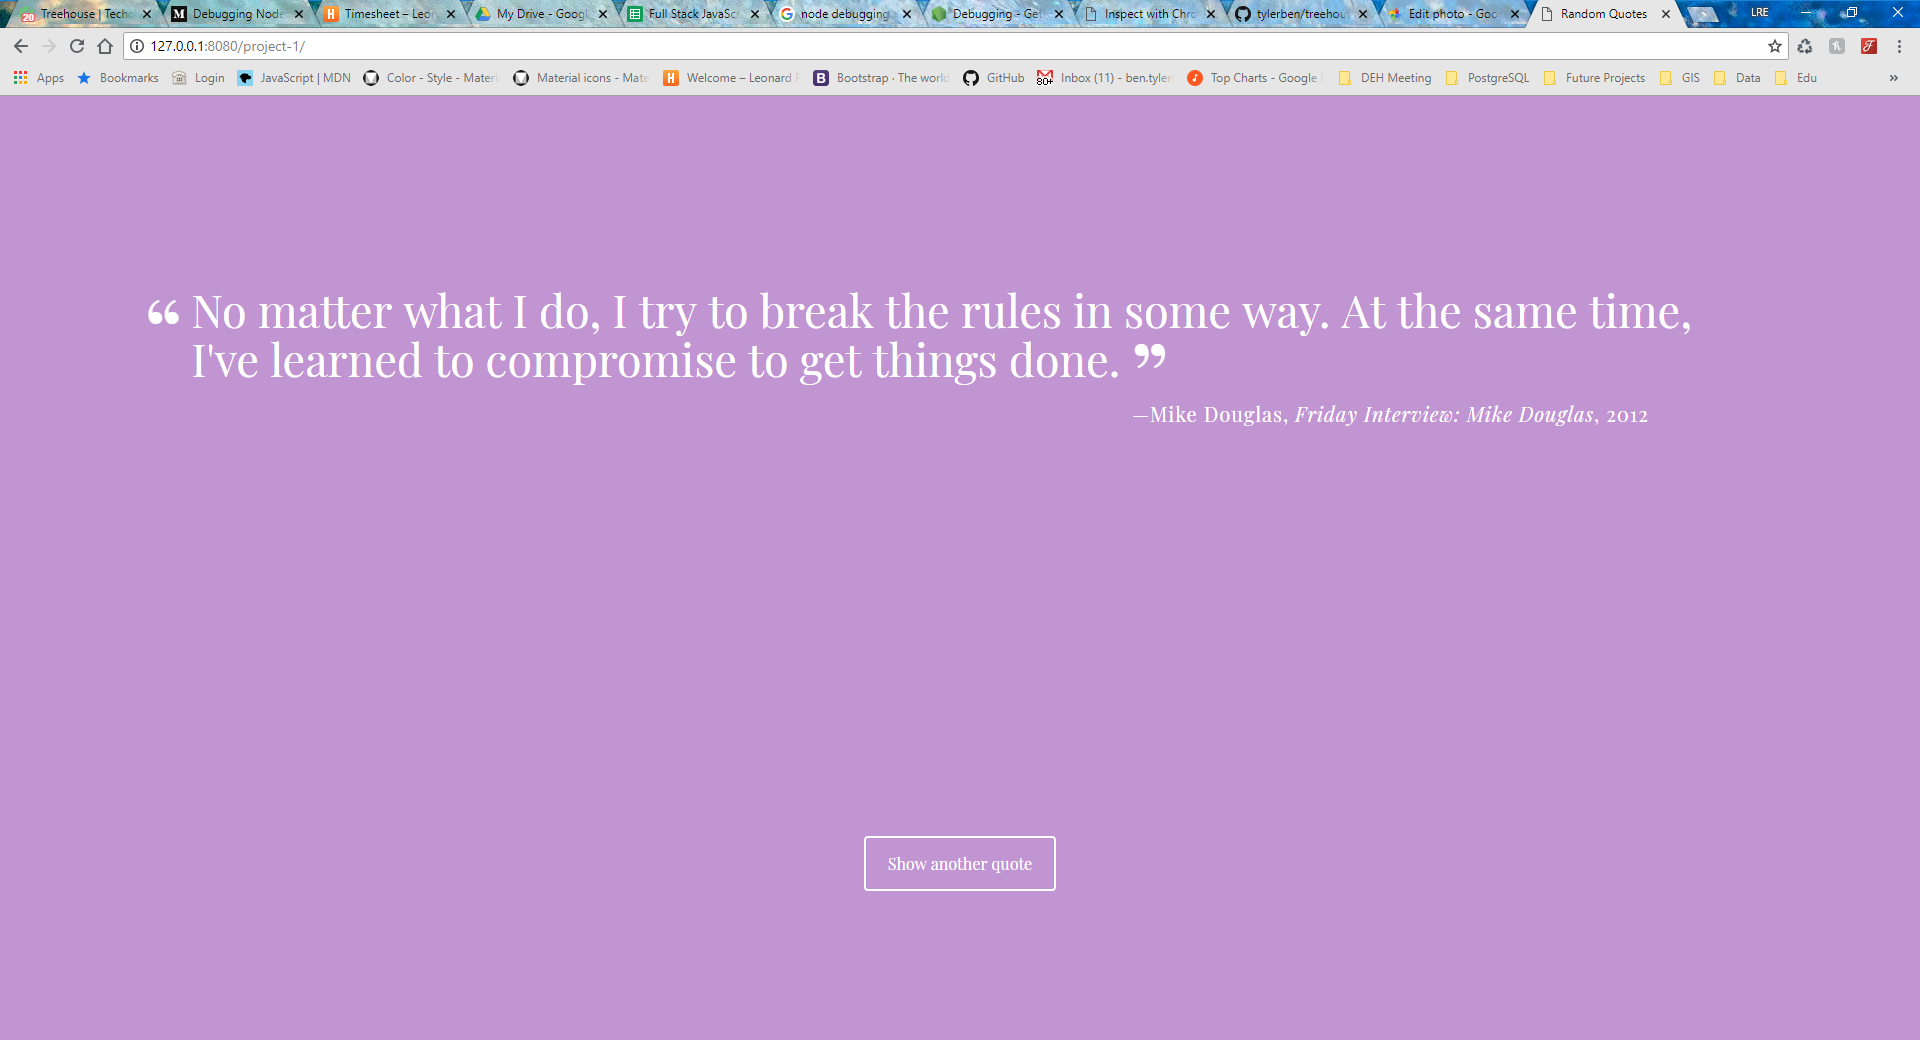 20 Treehouse | Tech
Debugging Node
Timesheet – Leon
My Drive - Googl
Full Stack JavaScr
node debugging
Debugging - Get
Inspect with Chro
tylerben/treehou
Edit photo - Goo
Random Quotes
LRE
127.0.0.1:8080/project-1/
Apps
Bookmarks
Login
JavaScript | MDN
Color - Style - Materi
Material icons - Mate
Welcome – Leonard
Bootstrap · The world
GitHub
80+ Inbox (11) - ben.tyler
Top Charts - Google
DEH Meeting
PostgreSQL
Future Projects
GIS
Data
Edu
»
“ No matter what I do, I try to break the rules in some way. At the same time,
I've learned to compromise to get things done. ”
—Mike Douglas, Friday Interview: Mike Douglas, 2012
Show another quote